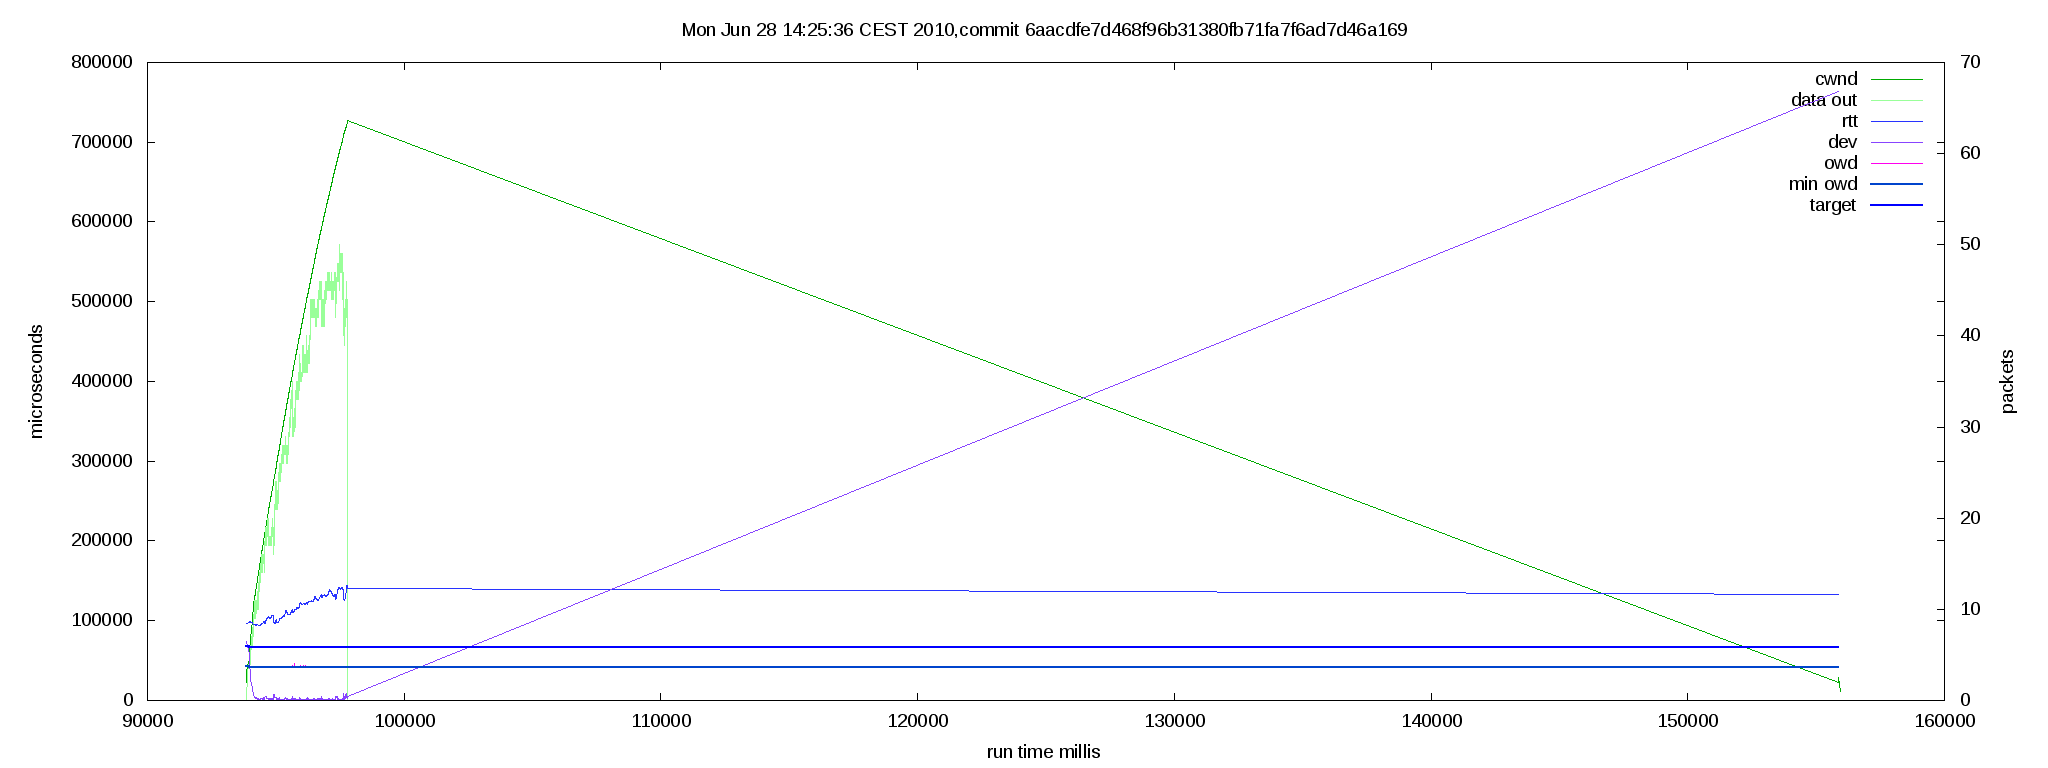 Mon Jun 28 14:25:36 CEST 2010,commit 6aacdfe7d468f96b31380fb71fa7f6ad7d46a169
800000
700000
600000
500000
400000
300000
200000
100000
0
microseconds
70
60
50
40
30
20
10
0
packets
cwnd
data out
rtt
dev
owd
min owd
target
90000
100000
110000
120000
130000
140000
150000
160000
run time millis